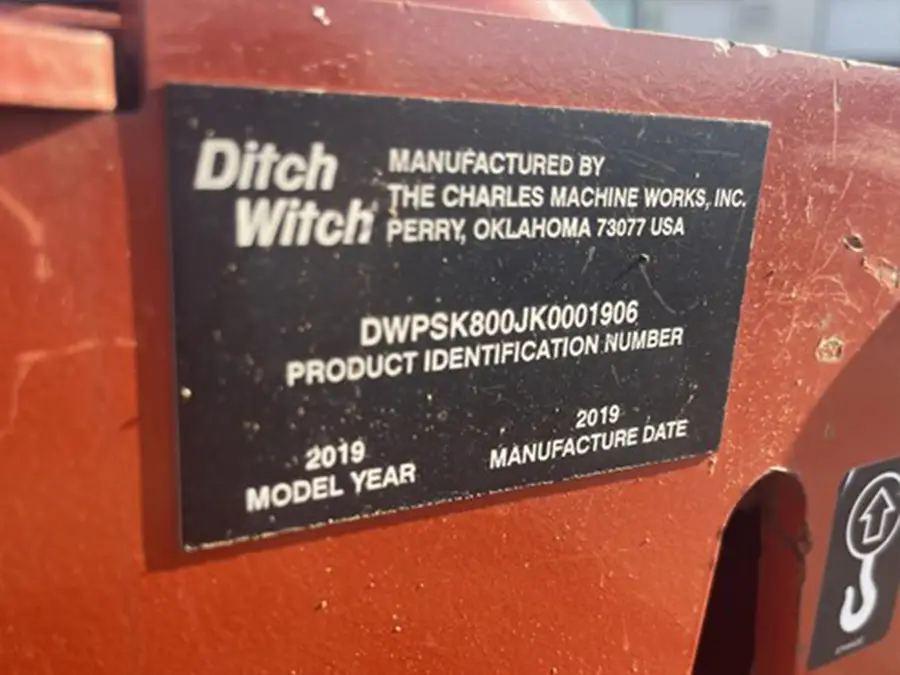 Ditch
Witch
MANUFACTURED BY
THE CHARLES MACHINE WORKS, INC.
PERRY, OKLAHOMA 73077 USA
DWPSK800JK0001906
PRODUCT IDENTIFICATION NUMBER
2019
MODEL YEAR
2019
MANUFACTURE DATE